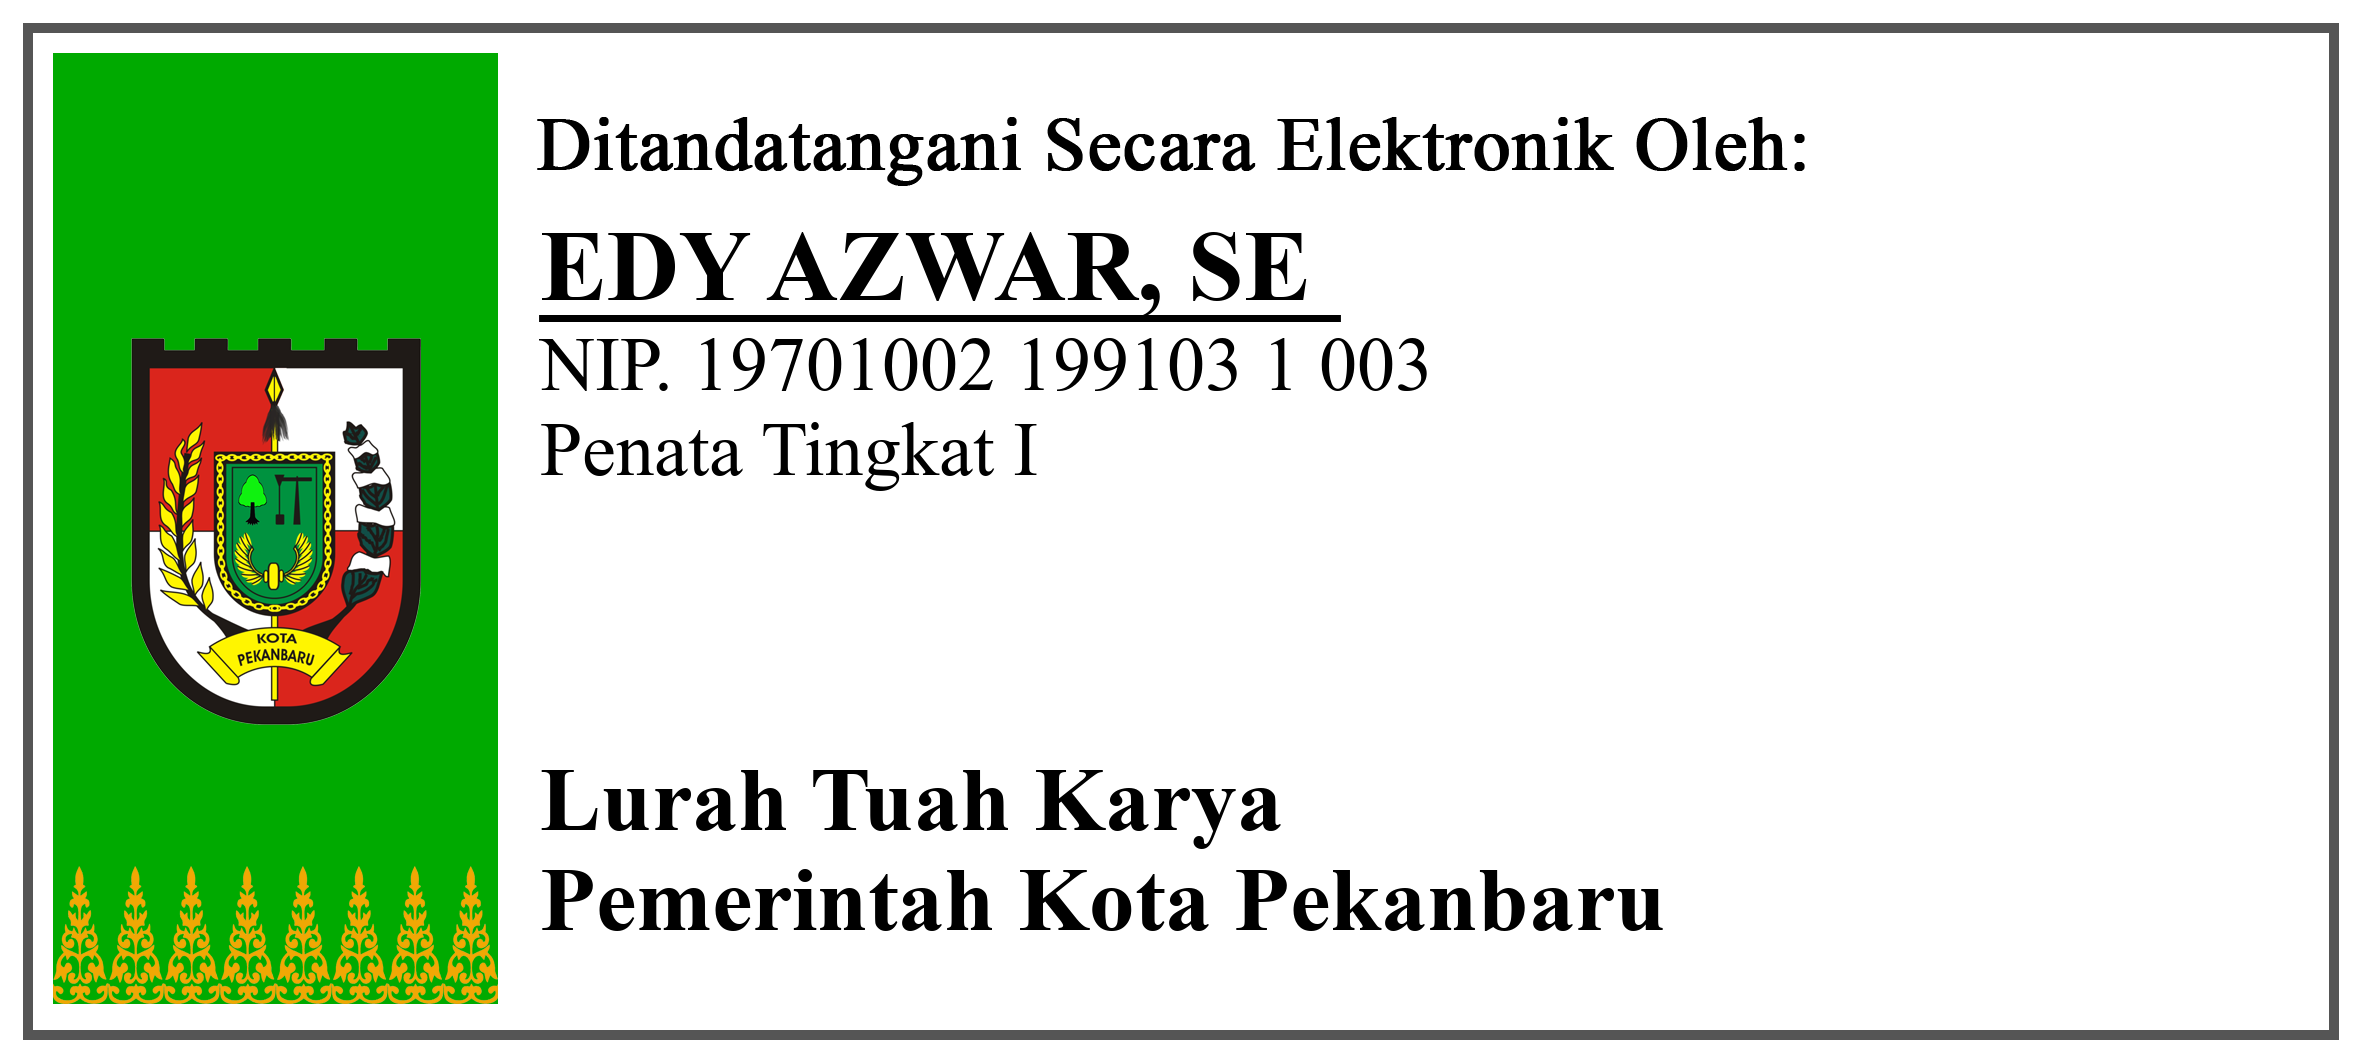 Ditandatangani Secara Elektronik Oleh:
EDY AZWAR, SE
NIP. 19701002 199103 1 003
Penata Tingkat I
KOTA
PEKANBARU
Lurah Tuah Karya
Pemerintah Kota Pekanbaru